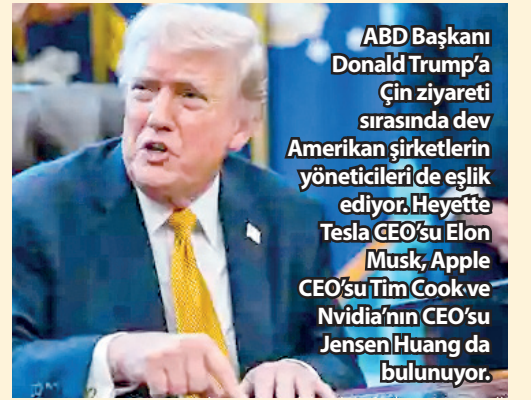 ABD Başkanı
Donald Trump’a
Çin ziyareti
sırasında dev
Amerikan şirketlerin
yöneticileri de eşlik
ediyor. Heyette
Tesla CEO’su Elon
Musk, Apple
CEO’su Tim Cook ve
Nvidia’nın CEO’su
Jensen Huang da
bulunuyor.